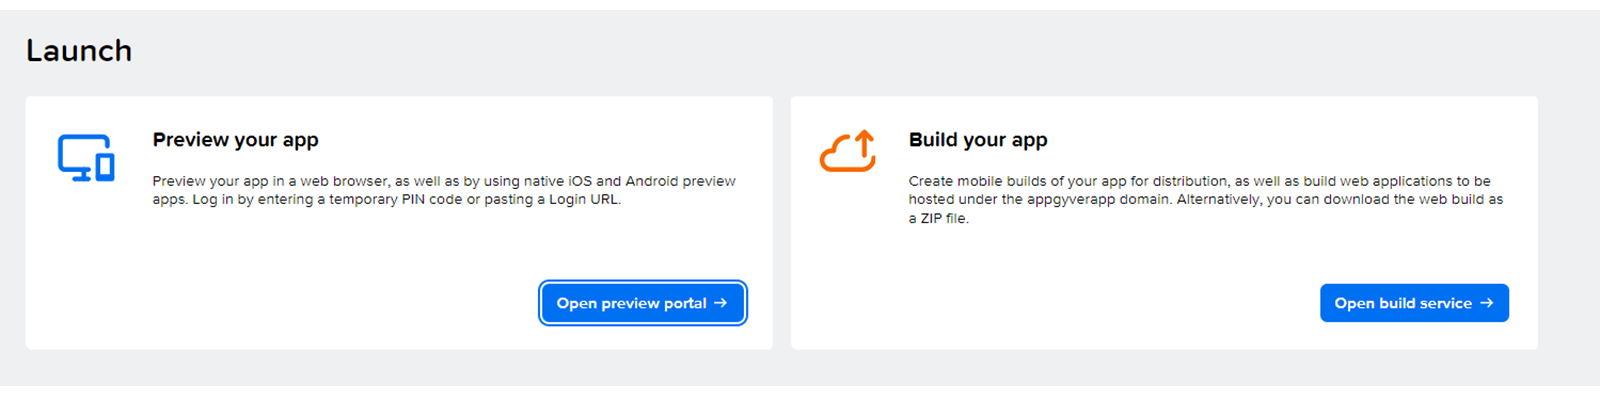 Launch
Preview your app
Preview your app in a web browser, as well as by using native iOS and Android preview
apps. Log in by entering a temporary PIN code or pasting a Login URL.
Open preview portal →
Build your app
Create mobile builds of your app for distribution, as well as build web applications to be
hosted under the appgyverapp domain. Alternatively, you can download the web build as
a ZIP file.
Open build service →